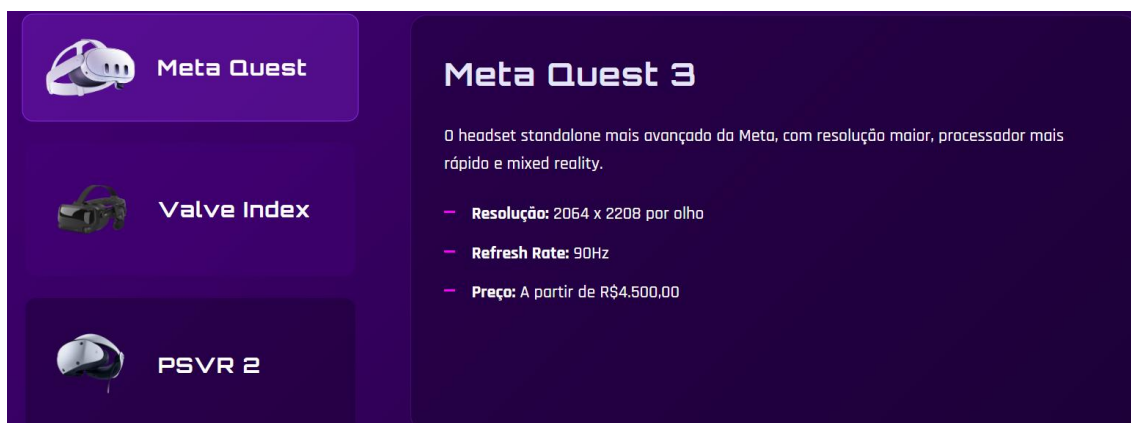 Meta Quest
Valve Index
PSVR 2
Meta Quest 3
O headset standalone mais avançado da Meta, com resolução maior, processador mais
rápido e mixed reality.
Resolução: 2064 x 2208 por olho
Refresh Rate: 90Hz
Preço: A partir de R$4.500,00